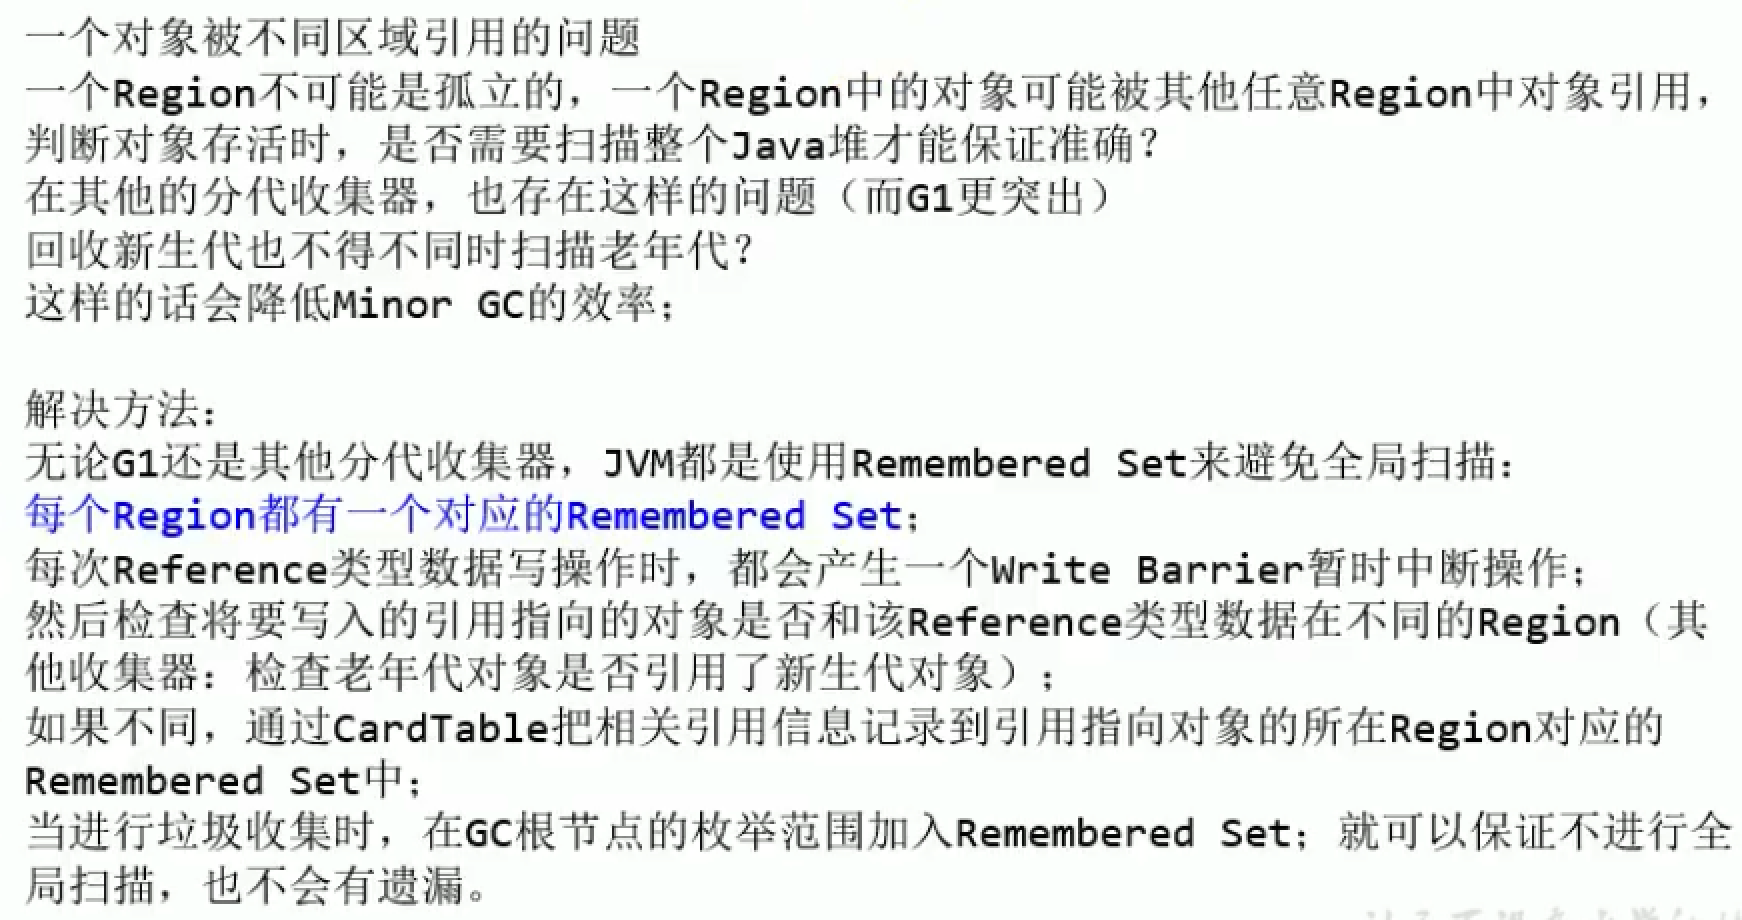 一个对象被不同区域引用的问题
一个Region不可能是孤立的，一个Region中的对象可能被其他任意Region中对象引用，
判断对象存活时，是否需要扫描整个Java堆才能保证准确？
在其他的分代收集器，也存在这样的问题（而G1更突出）
回收新生代也不得不同时扫描老年代？
这样的话会降低Minor GC的效率；
解决方法：
无论G1还是其他分代收集器，JVM都是使用Remembered Set来避免全局扫描：
每个Region都有一个对应的Remembered Set；
每次Reference类型数据写操作时，都会产生一个Write Barrier暂时中断操作；
然后检查将要写入的引用指向的对象是否和该Reference类型数据在不同的Region（其
他收集器：检查老年代对象是否引用了新生代对象）；
如果不同，通过CardTable把相关引用信息记录到引用指向对象的所在Region对应的
Remembered Set中；
当进行垃圾收集时，在GC根节点的枚举范围加入Remembered Set；就可以保证不进行全
局扫描，也不会有遗漏。